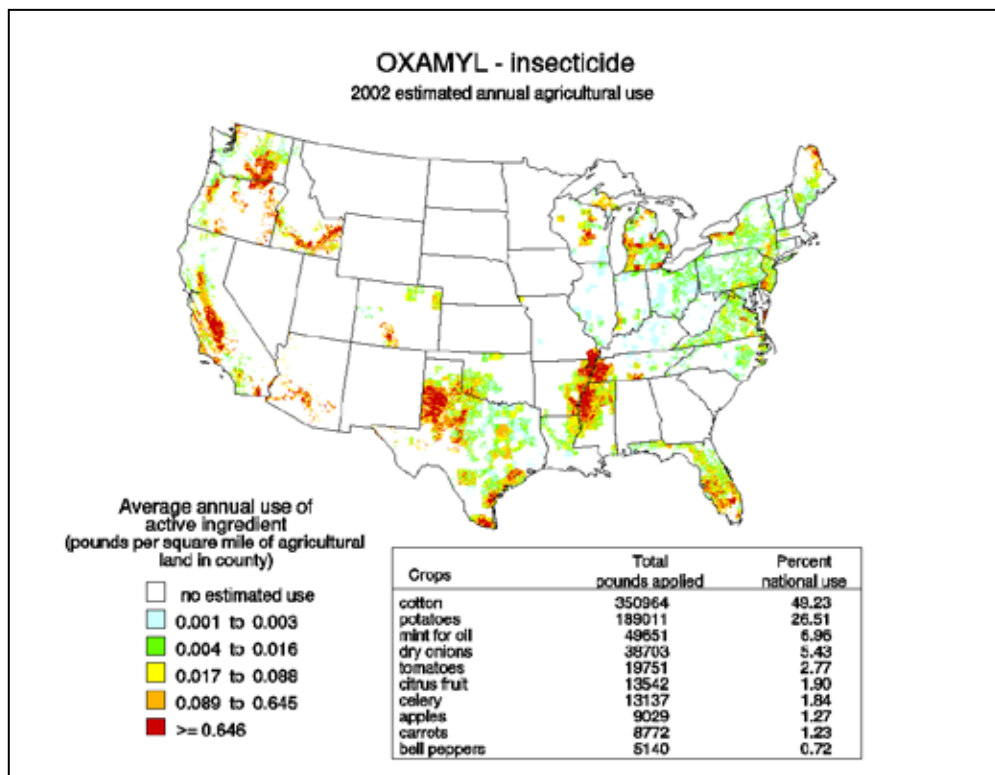 OXAMYL - insecticide
2002 estimated annual agricultural use
Average annual use of
active ingredient
(pounds per square mile of agricultural
land in county)
no estimated use
0.001 to 0.003
0.004 to 0.016
0.017 to 0.088
0.089 to 0.645
>= 0.646
Crops Total pounds applied Percent national use
cotton 350964 49.23
potatoes 189011 26.51
mint for oil 49651 6.96
dry onions 38703 5.43
tomatoes 19751 2.77
citrus fruit 13542 1.90
celery 13137 1.84
apples 9029 1.27
carrots 8772 1.23
bell peppers 5140 0.72